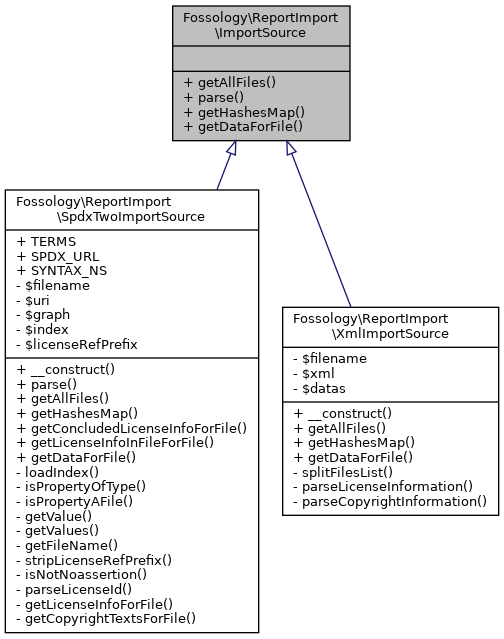 Fossology\ReportImport
\ImportSource
+ getAllFiles()
+ parse()
+ getHashesMap()
+ getDataForFile()
Fossology\ReportImport
\SpdxTwoImportSource
+ TERMS
+ SPDX_URL
+ SYNTAX_NS
- $filename
- $uri
- $graph
- $index
- $licenseRefPrefix
+ __construct()
+ parse()
+ getAllFiles()
+ getHashesMap()
+ getConcludedLicenseInfoForFile()
+ getLicenseInfoInFileForFile()
+ getDataForFile()
- loadIndex()
- isPropertyOfType()
- isPropertyAFile()
- getValue()
- getValues()
- getFileName()
- stripLicenseRefPrefix()
- isNotNoassertion()
- parseLicenseId()
- getLicenseInfoForFile()
- getCopyrightTextsForFile()
Fossology\ReportImport
\XmlImportSource
- $filename
- $xml
- $datas
+ __construct()
+ getAllFiles()
+ getHashesMap()
+ getDataForFile()
- splitFilesList()
- parseLicenseInformation()
- parseCopyrightInformation()